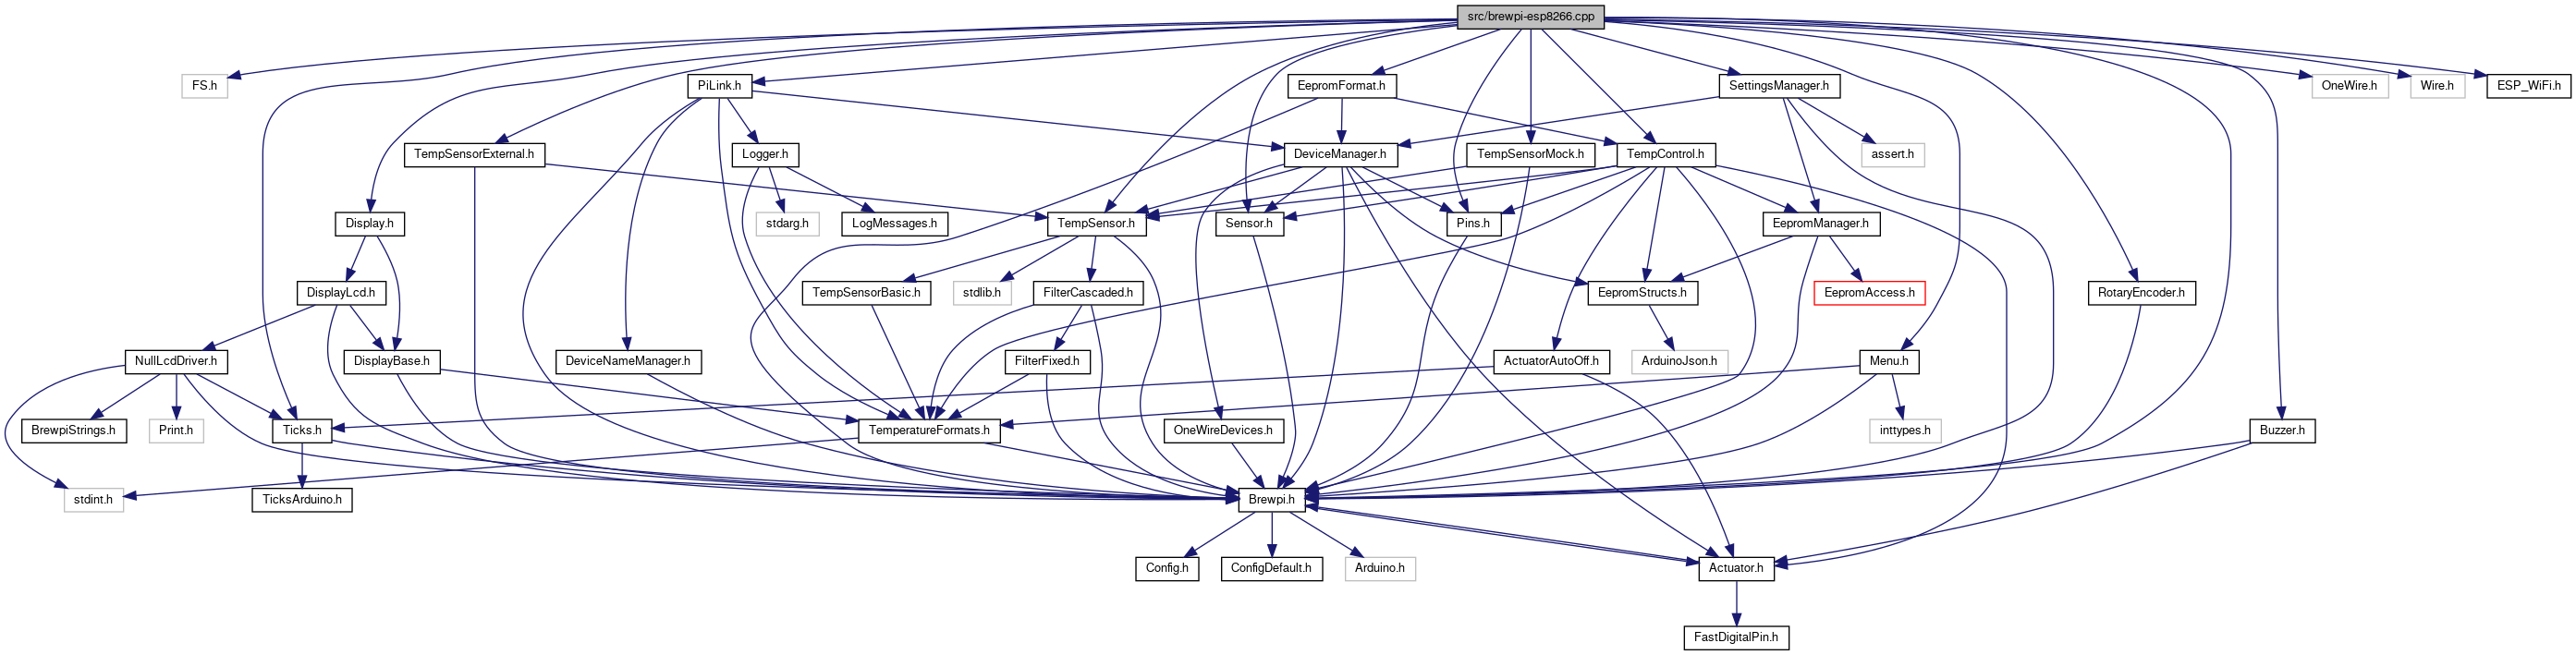 src/brewpi-esp8266.cpp
FS.h
PiLink.h
EepromFormat.h
SettingsManager.h
OneWire.h
Wire.h
ESP_WiFi.h
TempSensorExternal.h
Logger.h
DeviceManager.h
TempSensorMock.h
TempControl.h
assert.h
Display.h
stdarg.h
LogMessages.h
TempSensor.h
Sensor.h
Pins.h
EepromManager.h
DisplayLcd.h
TempSensorBasic.h
stdlib.h
FilterCascaded.h
EepromStructs.h
EepromAccess.h
RotaryEncoder.h
NullLcdDriver.h
DisplayBase.h
DeviceNameManager.h
FilterFixed.h
ActuatorAutoOff.h
ArduinoJson.h
Menu.h
BrewpiStrings.h
Print.h
Ticks.h
TemperatureFormats.h
OneWireDevices.h
inttypes.h
Buzzer.h
stdint.h
TicksArduino.h
Brewpi.h
Config.h
ConfigDefault.h
Arduino.h
Actuator.h
FastDigitalPin.h